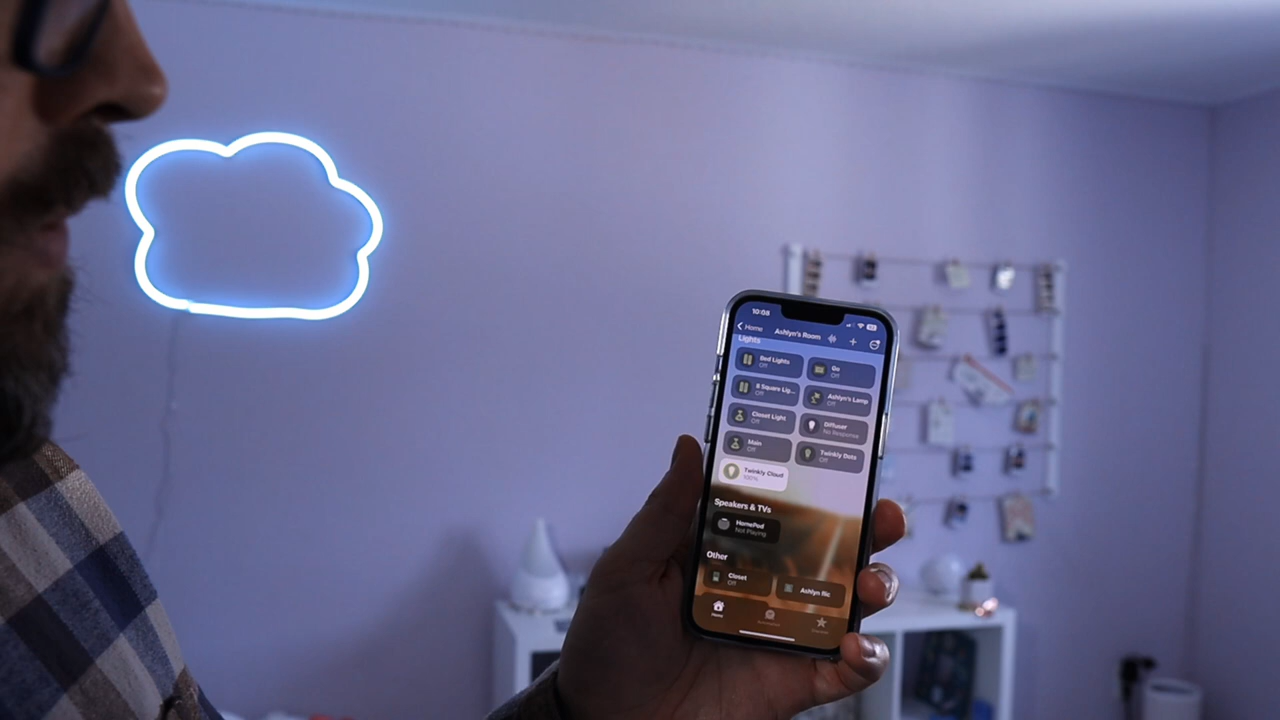 10:08
Home
Ashlyn's Room
Lights
Bed Lights
Off
Go
Off
8 Square Lig...
Off
Ashlyn's Lamp
Off
Closet Light
Off
Diffuser
No Response
Main
Off
Twinkly Dots
Off
Twinkly Cloud
100%
Speakers & TVs
HomePod
Not Playing
Other
Closet
Off
Ashlyn flic
Home
Automation